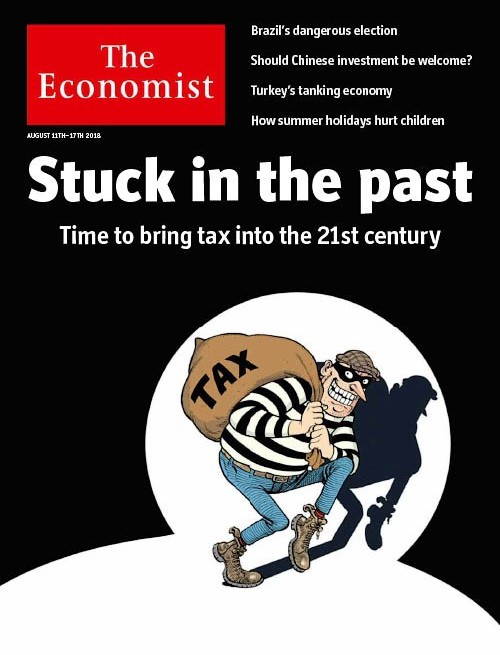 The
Economist
AUGUST 11TH–17TH 2018
Brazil's dangerous election
Should Chinese investment be welcome?
Turkey's tanking economy
How summer holidays hurt children
Stuck in the past
Time to bring tax into the 21st century
TAX